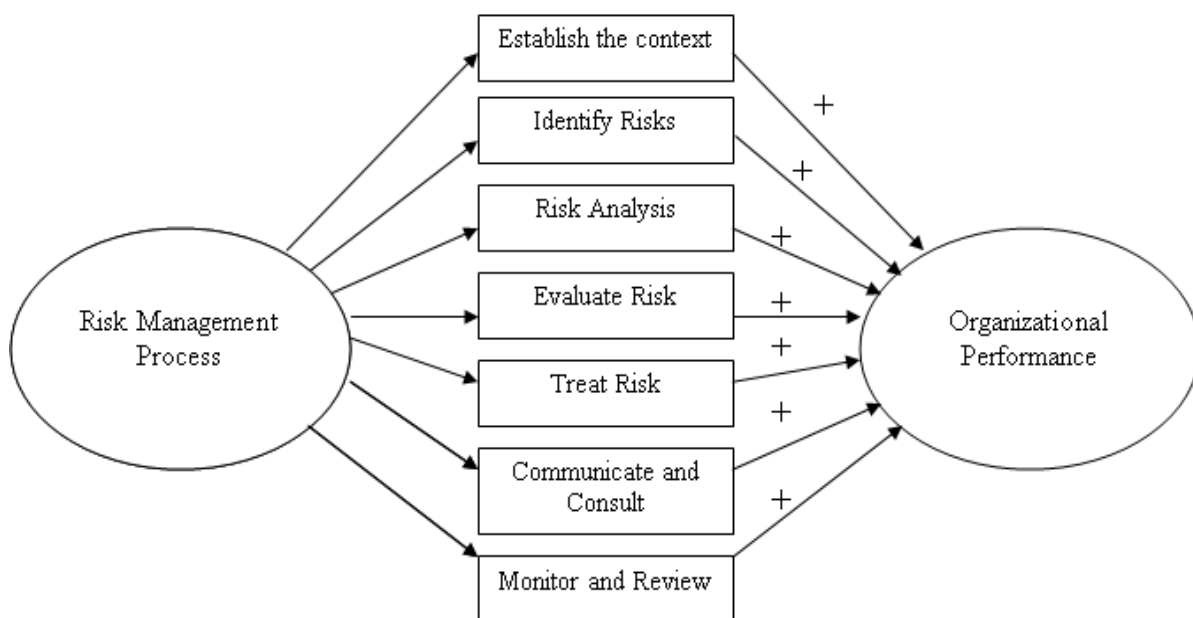 Establish the context
+
Identify Risks
+
Risk Analysis
+
Risk Management
Process
Evaluate Risk
+
Organizational
Performance
+
Treat Risk
+
Communicate and
Consult
+
Monitor and Review